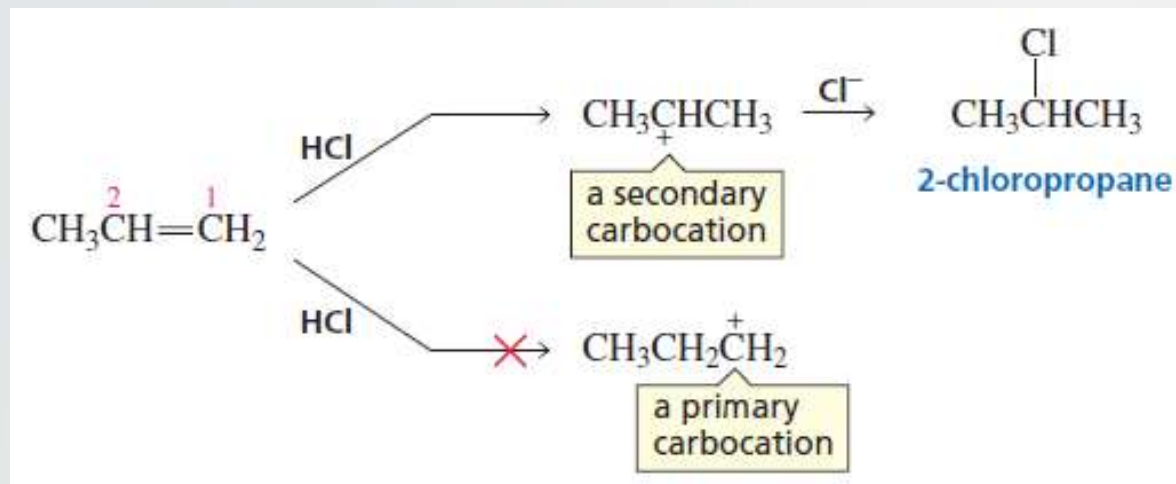 Cl
HCl
CH₃CHCH₃
+
Cl⁻
CH₃CHCH₃
a secondary
carbocation
2-chloropropane
2 1
CH₃CH=CH₂
HCl
+
CH₃CH₂CH₂
a primary
carbocation